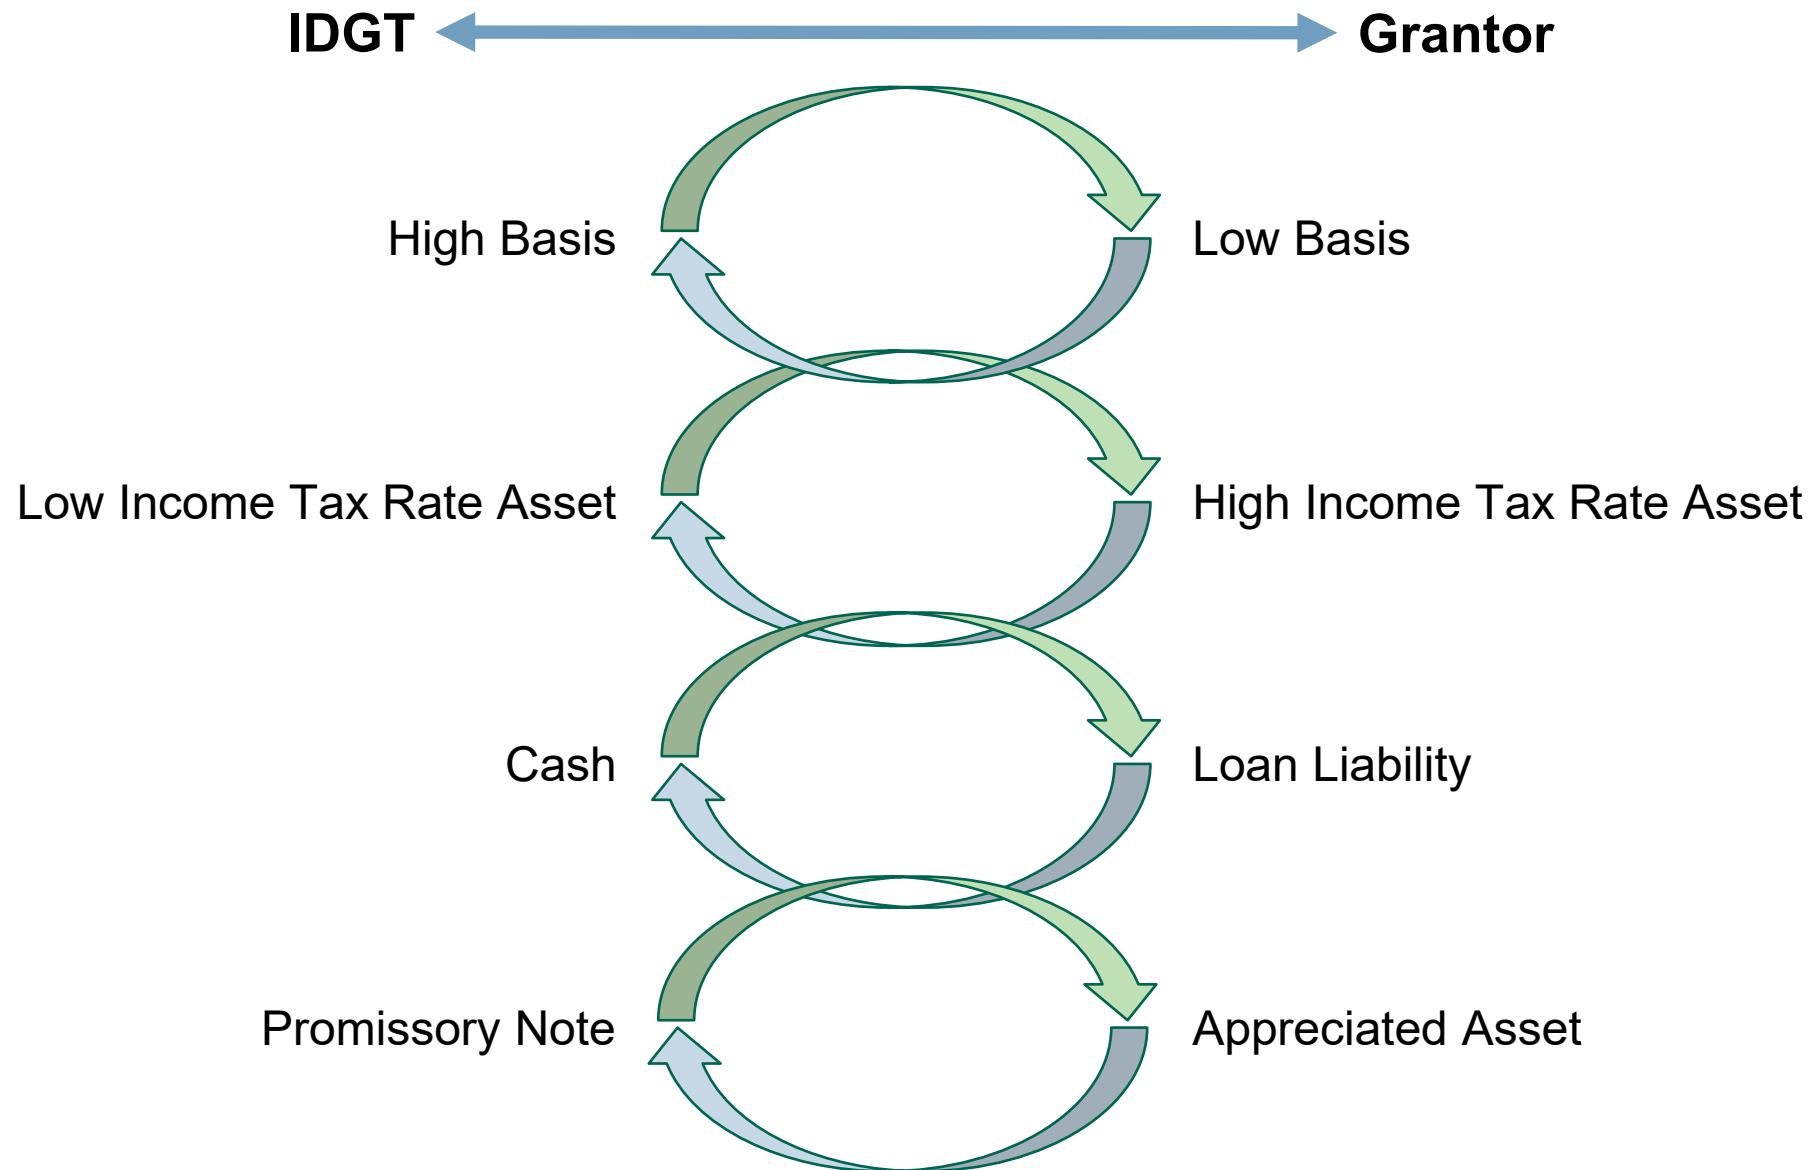 IDGT
Grantor
High Basis
Low Basis
Low Income Tax Rate Asset
High Income Tax Rate Asset
Cash
Loan Liability
Promissory Note
Appreciated Asset